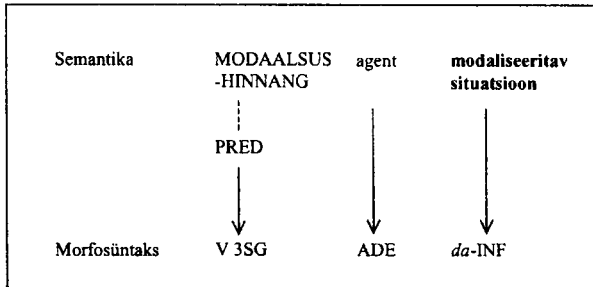 Semantika MODAALSUS agent modaliseeritav
-HINNANG situatsioon
PRED
Morfosüntaks V 3SG ADE da-INF